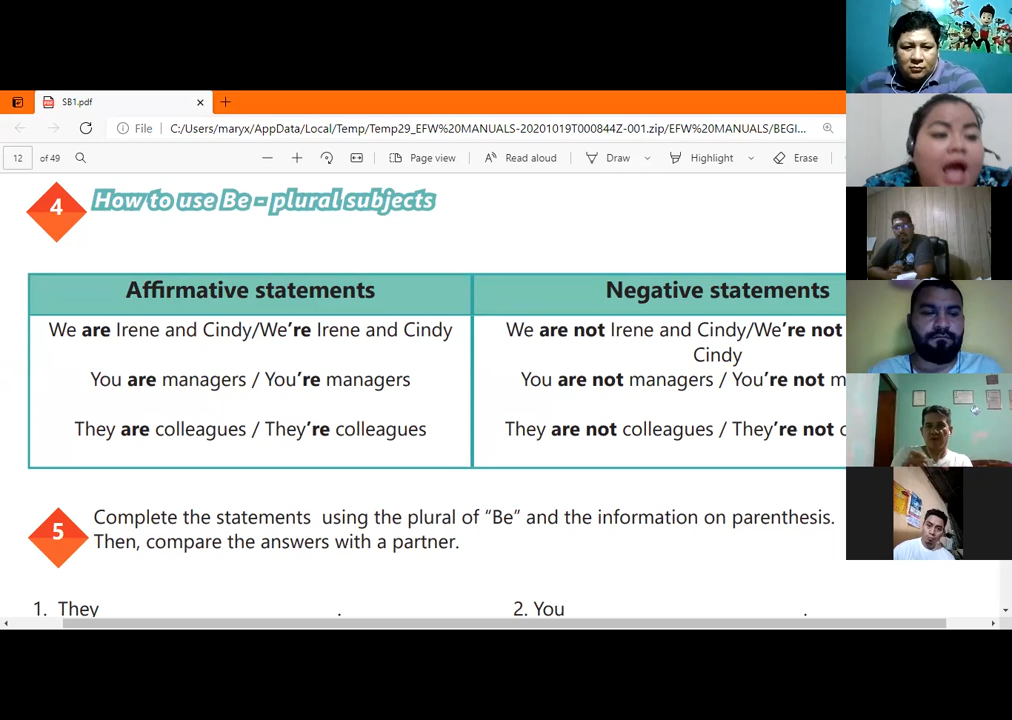 SB1.pdf
File
C:/Users/maryx/AppData/Local/Temp/Temp29_EFW%20MANUALS-20201019T000844Z-001.zip/EFW%20MANUALS/BEGI...
12 of 49
Page view
Read aloud
Draw
Highlight
Erase
4
How to use Be - plural subjects
Affirmative statements
We are Irene and Cindy/We're Irene and Cindy
You are managers / You're managers
They are colleagues / They're colleagues
Negative statements
We are not Irene and Cindy/We're not
Cindy
You are not managers / You're not m
They are not colleagues / They're not c
5
Complete the statements using the plural of “Be” and the information on parenthesis.
Then, compare the answers with a partner.
1. They .
2. You .